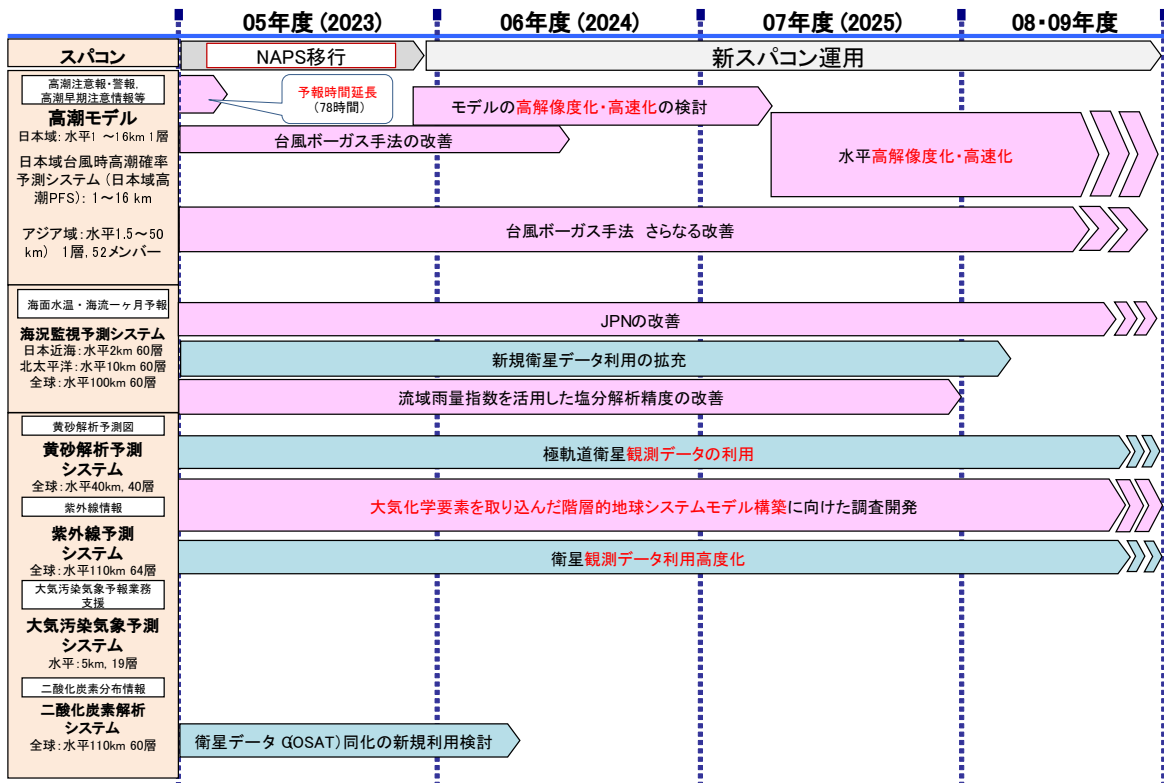 05年度 (2023)
06年度 (2024)
07年度 (2025)
08・09年度
スパコン
NAPS移行
新スパコン運用
高潮注意報・警報,
高潮早期注意情報等
高潮モデル
日本域: 水平1 ~16km 1層
日本域台風時高潮確率
予測システム (日本域高
潮PFS): 1~16 km
アジア域: 水平1.5~50
km) 1層, 52メンバー
予報時間延長
(78時間)
モデルの高解像度化・高速化の検討
台風ボーガス手法の改善
水平高解像度化・高速化
台風ボーガス手法 さらなる改善
海面水温・海流一ヶ月予報
海況監視予測システム
日本近海: 水平2km 60層
北太平洋: 水平10km 60層
全球: 水平100km 60層
JPNの改善
新規衛星データ利用の拡充
流域雨量指数を活用した塩分解析精度の改善
黄砂解析予測図
黄砂解析予測
システム
全球: 水平40km, 40層
極軌道衛星観測データの利用
紫外線情報
紫外線予測
システム
全球: 水平110km 64層
大気化学要素を取り込んだ階層的地球システムモデル構築に向けた調査開発
衛星観測データ利用高度化
大気汚染気象予報業務
支援
大気汚染気象予測
システム
水平: 5km, 19層
二酸化炭素分布情報
二酸化炭素解析
システム
全球: 水平110km 60層
衛星データ (GOSAT) 同化の新規利用検討